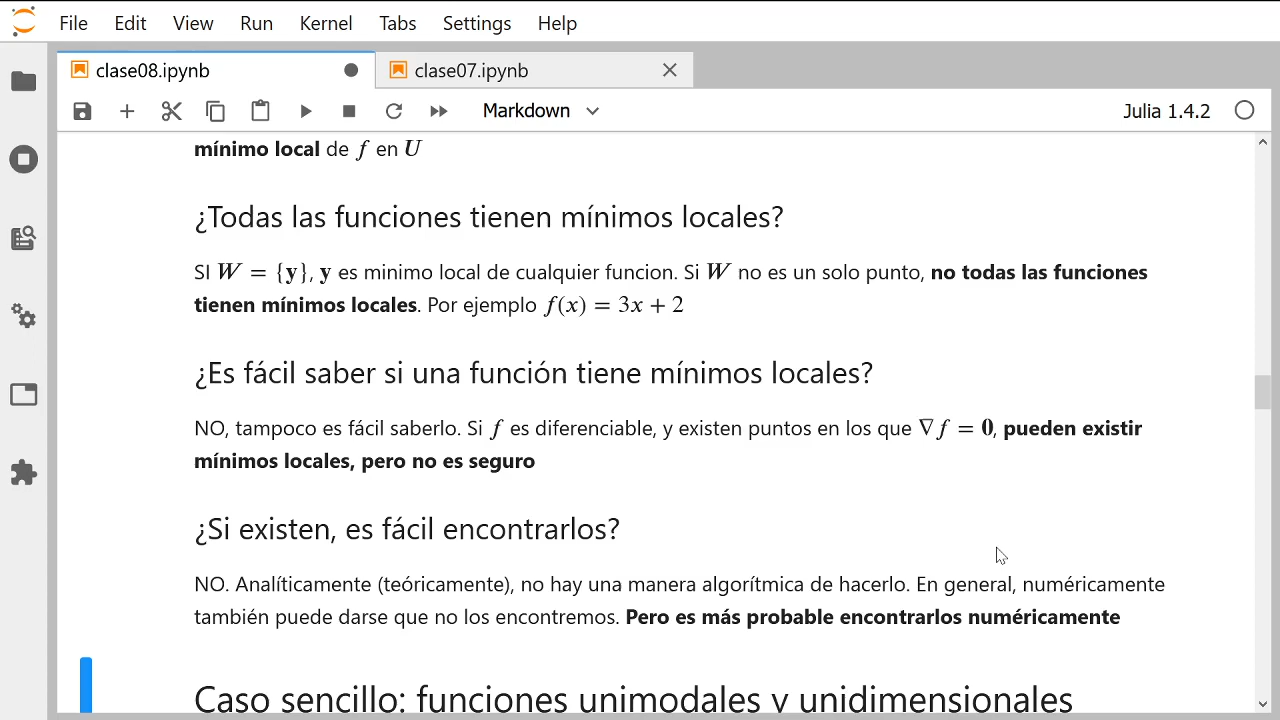 File Edit View Run Kernel Tabs Settings Help
clase08.ipynb clase07.ipynb
Markdown Julia 1.4.2
mínimo local de f en U
¿Todas las funciones tienen mínimos locales?
SI W = {y}, y es minimo local de cualquier funcion. Si W no es un solo punto, no todas las funciones
tienen mínimos locales. Por ejemplo f(x) = 3x + 2
¿Es fácil saber si una función tiene mínimos locales?
NO, tampoco es fácil saberlo. Si f es diferenciable, y existen puntos en los que ∇f = 0, pueden existir
mínimos locales, pero no es seguro
¿Si existen, es fácil encontrarlos?
NO. Analíticamente (teóricamente), no hay una manera algorítmica de hacerlo. En general, numéricamente
también puede darse que no los encontremos. Pero es más probable encontrarlos numéricamente
Caso sencillo: funciones unimodales y unidimensionales